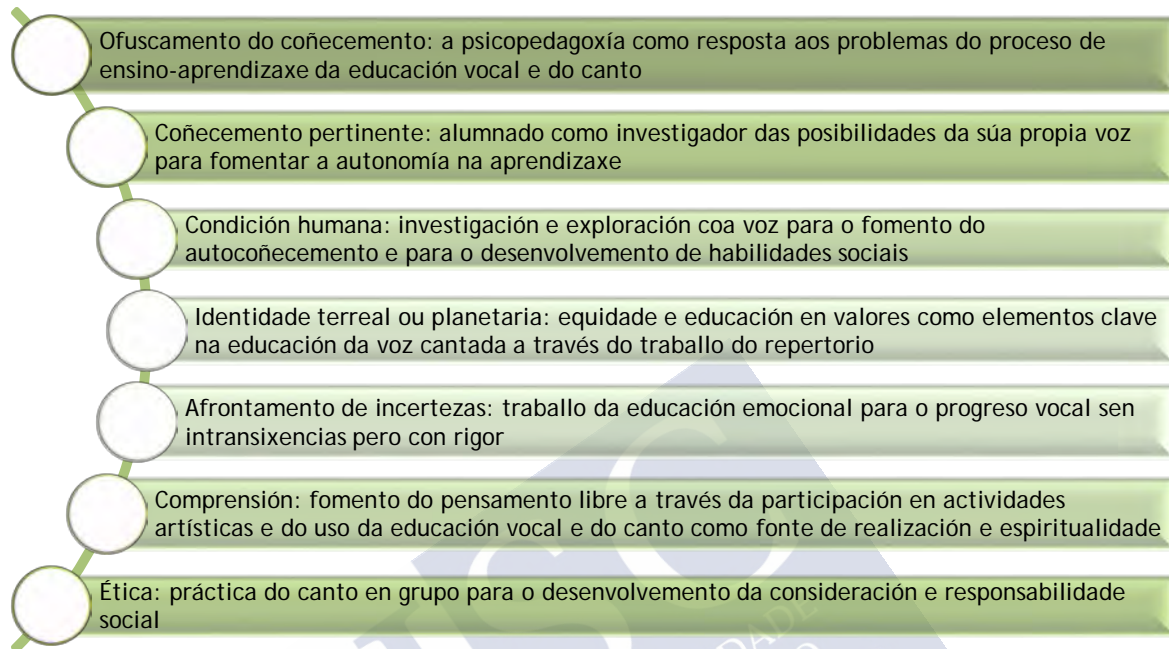 Ofuscamento do coñecemento: a psicopedagoxía como resposta aos problemas do proceso de
ensino-aprendizaxe da educación vocal e do canto
Coñecemento pertinente: alumnado como investigador das posibilidades da súa propia voz
para fomentar a autonomía na aprendizaxe
Condición humana: investigación e exploración coa voz para o fomento do
autocoñecemento e para o desenvolvemento de habilidades sociais
Identidade terreal ou planetaria: equidade e educación en valores como elementos clave
na educación da voz cantada a través do traballo do repertorio
Afrontamento de incertezas: traballo da educación emocional para o progreso vocal sen
intransixencias pero con rigor
Comprensión: fomento do pensamento libre a través da participación en actividades
artísticas e do uso da educación vocal e do canto como fonte de realización e espiritualidade
Ética: práctica do canto en grupo para o desenvolvemento da consideración e responsabilidade
social